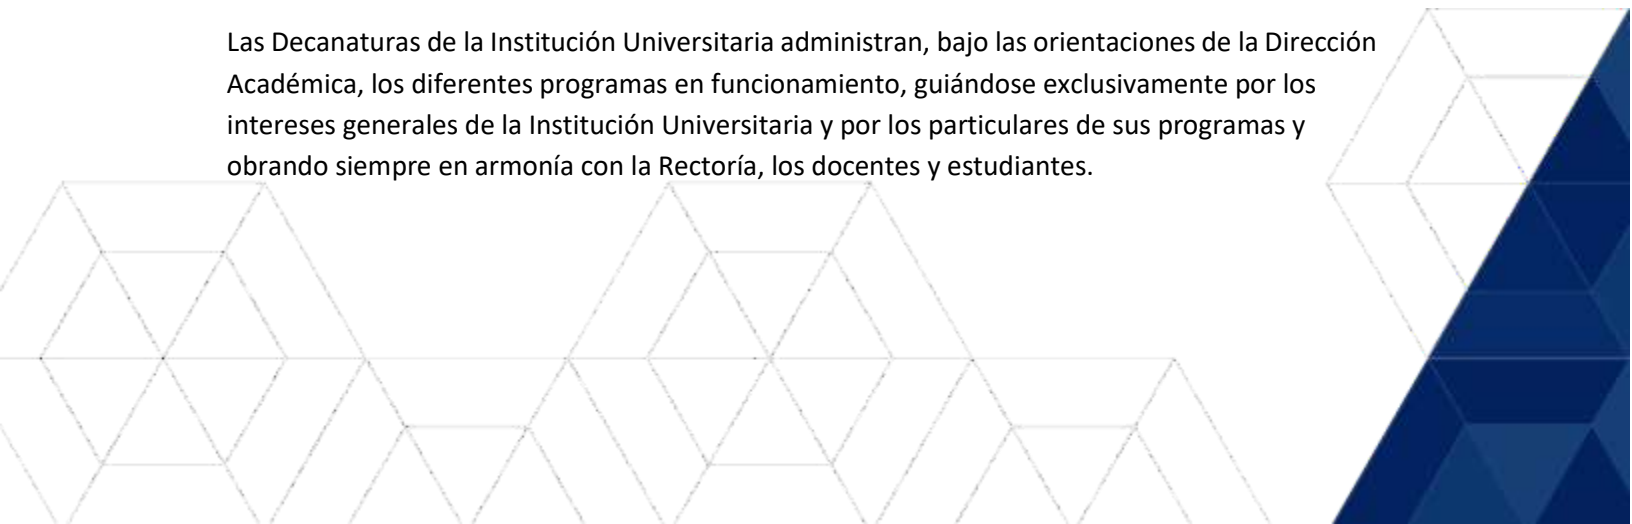 Las Decanaturas de la Institución Universitaria administran, bajo las orientaciones de la Dirección
Académica, los diferentes programas en funcionamiento, guiándose exclusivamente por los
intereses generales de la Institución Universitaria y por los particulares de sus programas y
obrando siempre en armonía con la Rectoría, los docentes y estudiantes.